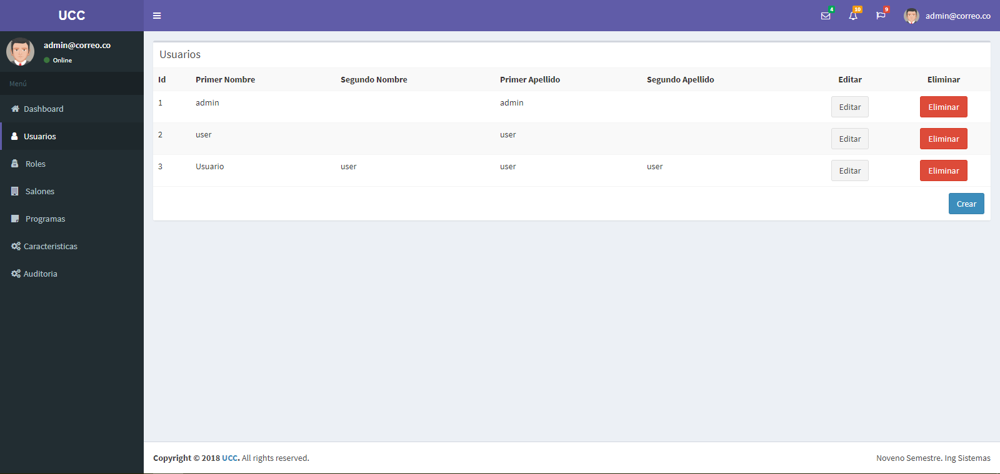 UCC
4
10
9
admin@correo.co
admin@correo.co
Online
Menú
Dashboard
Usuarios
Roles
Salones
Programas
Caracteristicas
Auditoria
Usuarios
Id Primer Nombre Segundo Nombre Primer Apellido Segundo Apellido Editar Eliminar
1 admin admin Editar Eliminar
2 user user Editar Eliminar
3 Usuario user user user Editar Eliminar
Crear
Copyright © 2018 UCC. All rights reserved.
Noveno Semestre. Ing Sistemas